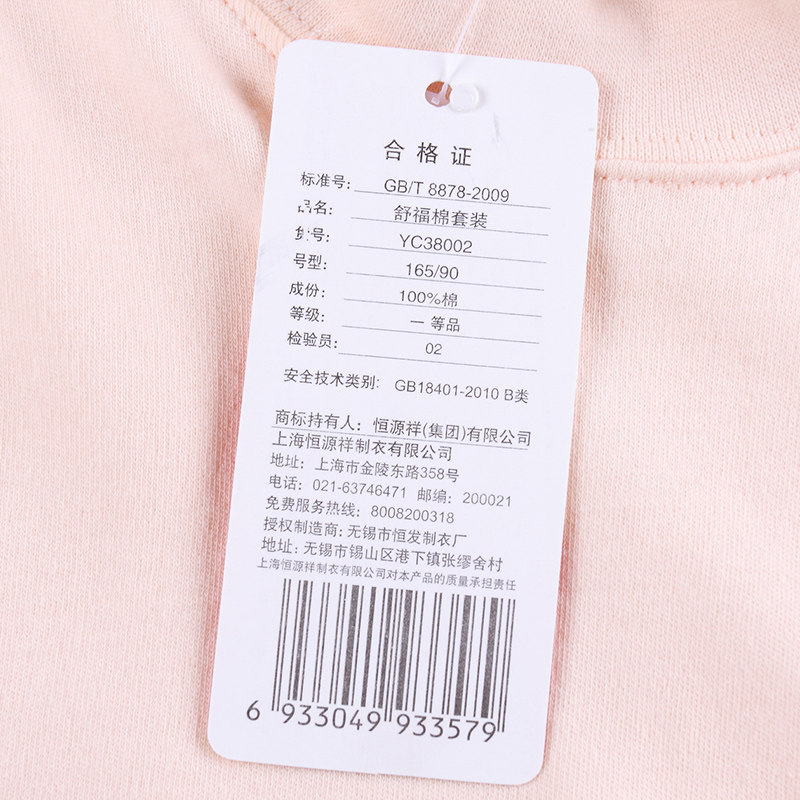 合格证
标准号: GB/T 8878-2009
品名: 舒福棉套装
货号: YC38002
号型: 165/90
成份: 100%棉
等级: 一等品
检验员: 02
安全技术类别: GB18401-2010 B类
商标持有人: 恒源祥(集团)有限公司
上海恒源祥制衣有限公司
地址: 上海市金陵东路358号
电话: 021-63746471 邮编: 200021
免费服务热线: 8008200318
授权制造商: 无锡市恒发制衣厂
地址: 无锡市锡山区港下镇张缪舍村
上海恒源祥制衣有限公司对本产品的质量承担责任
6 933049 933579